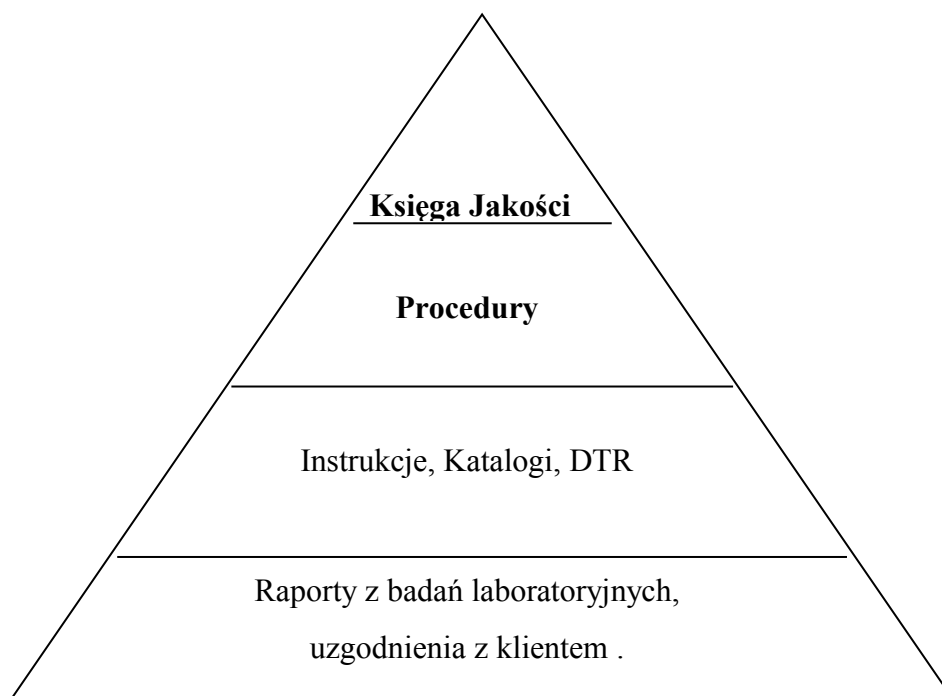 Księga Jakości
Procedury
Instrukcje, Katalogi, DTR
Raporty z badań laboratoryjnych,
uzgodnienia z klientem .